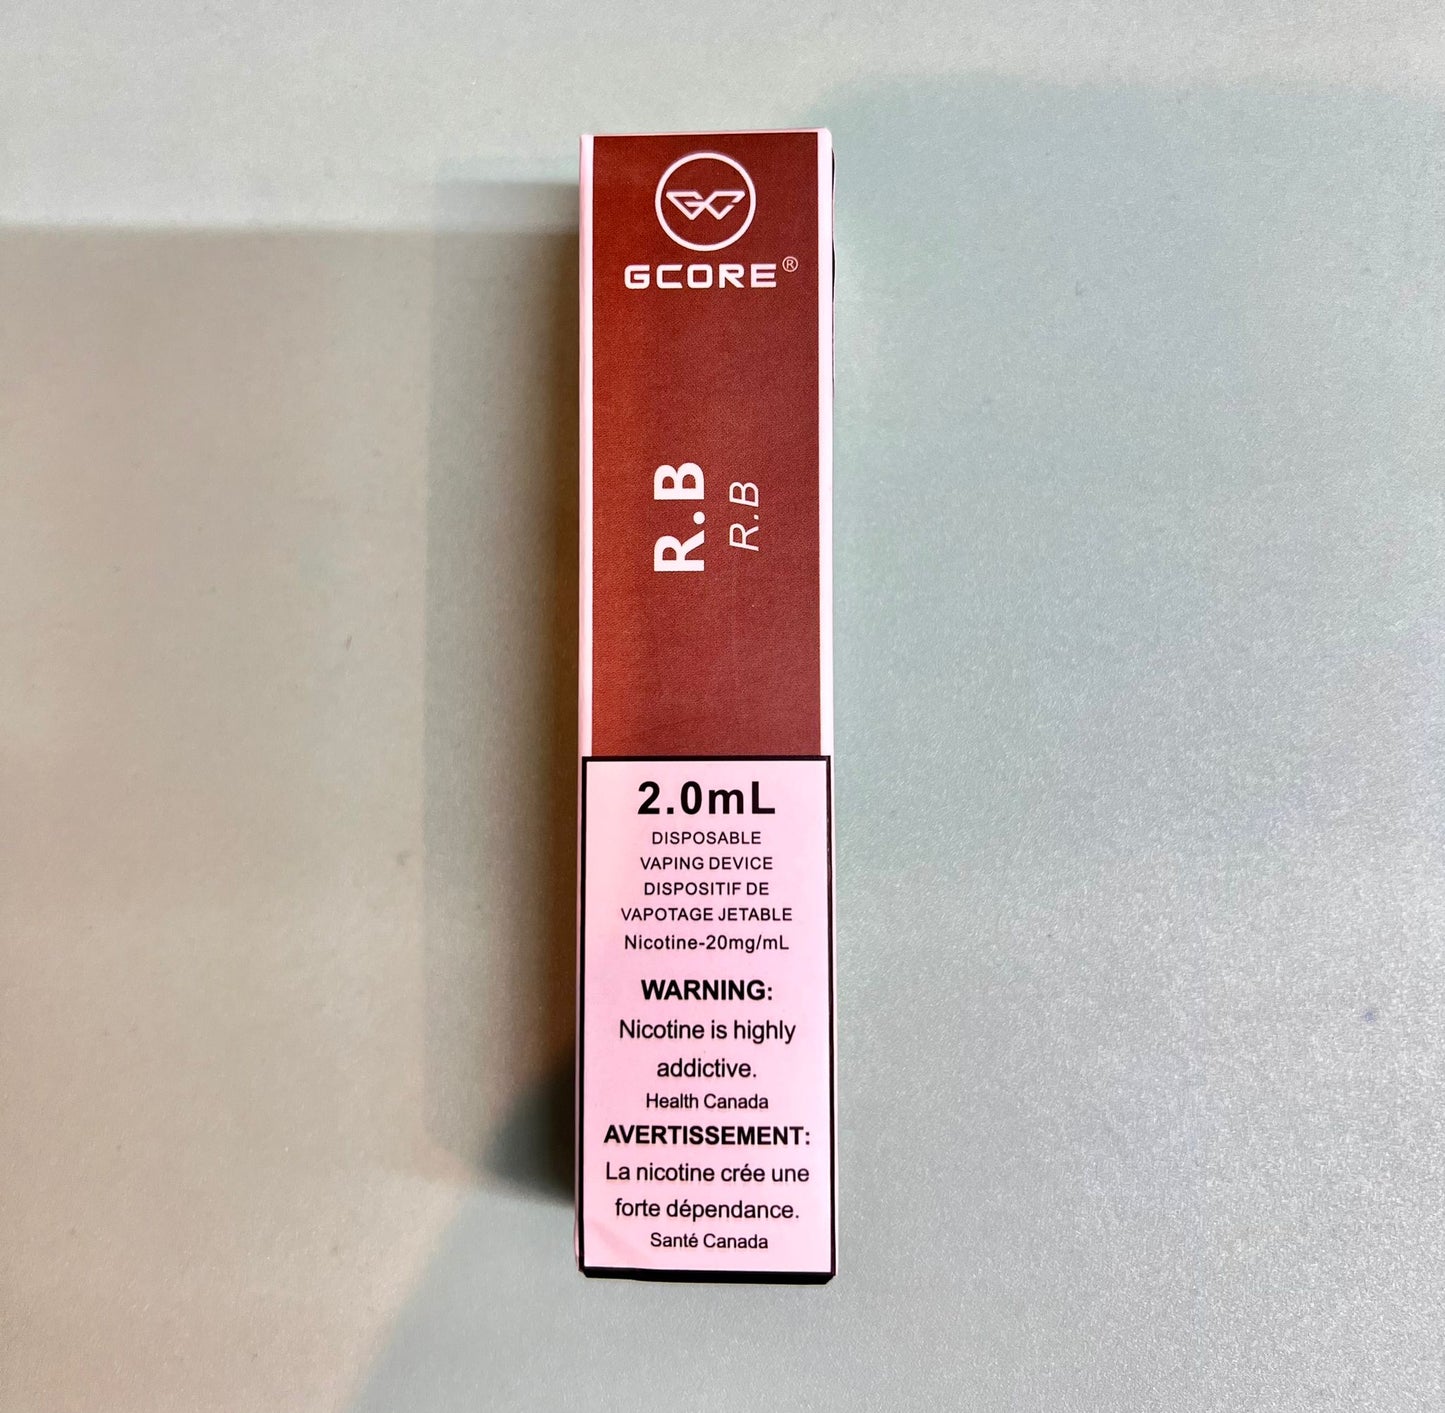 GC
GCORE®
R.B
R.B
2.0mL
DISPOSABLE
VAPING DEVICE
DISPOSITIF DE
VAPOTAGE JETABLE
Nicotine-20mg/mL
WARNING:
Nicotine is highly
addictive.
Health Canada
AVERTISSEMENT:
La nicotine crée une
forte dépendance.
Santé Canada